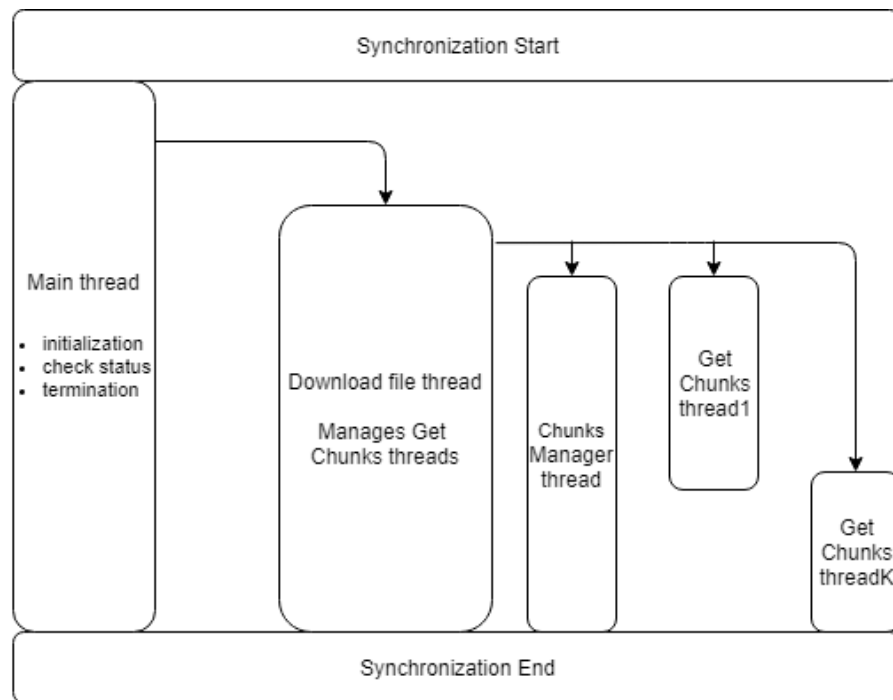 Synchronization Start
Main thread
• initialization
• check status
• termination
Download file thread
Manages Get
Chunks threads
Chunks
Manager
thread
Get
Chunks
thread1
Get
Chunks
threadK
Synchronization End